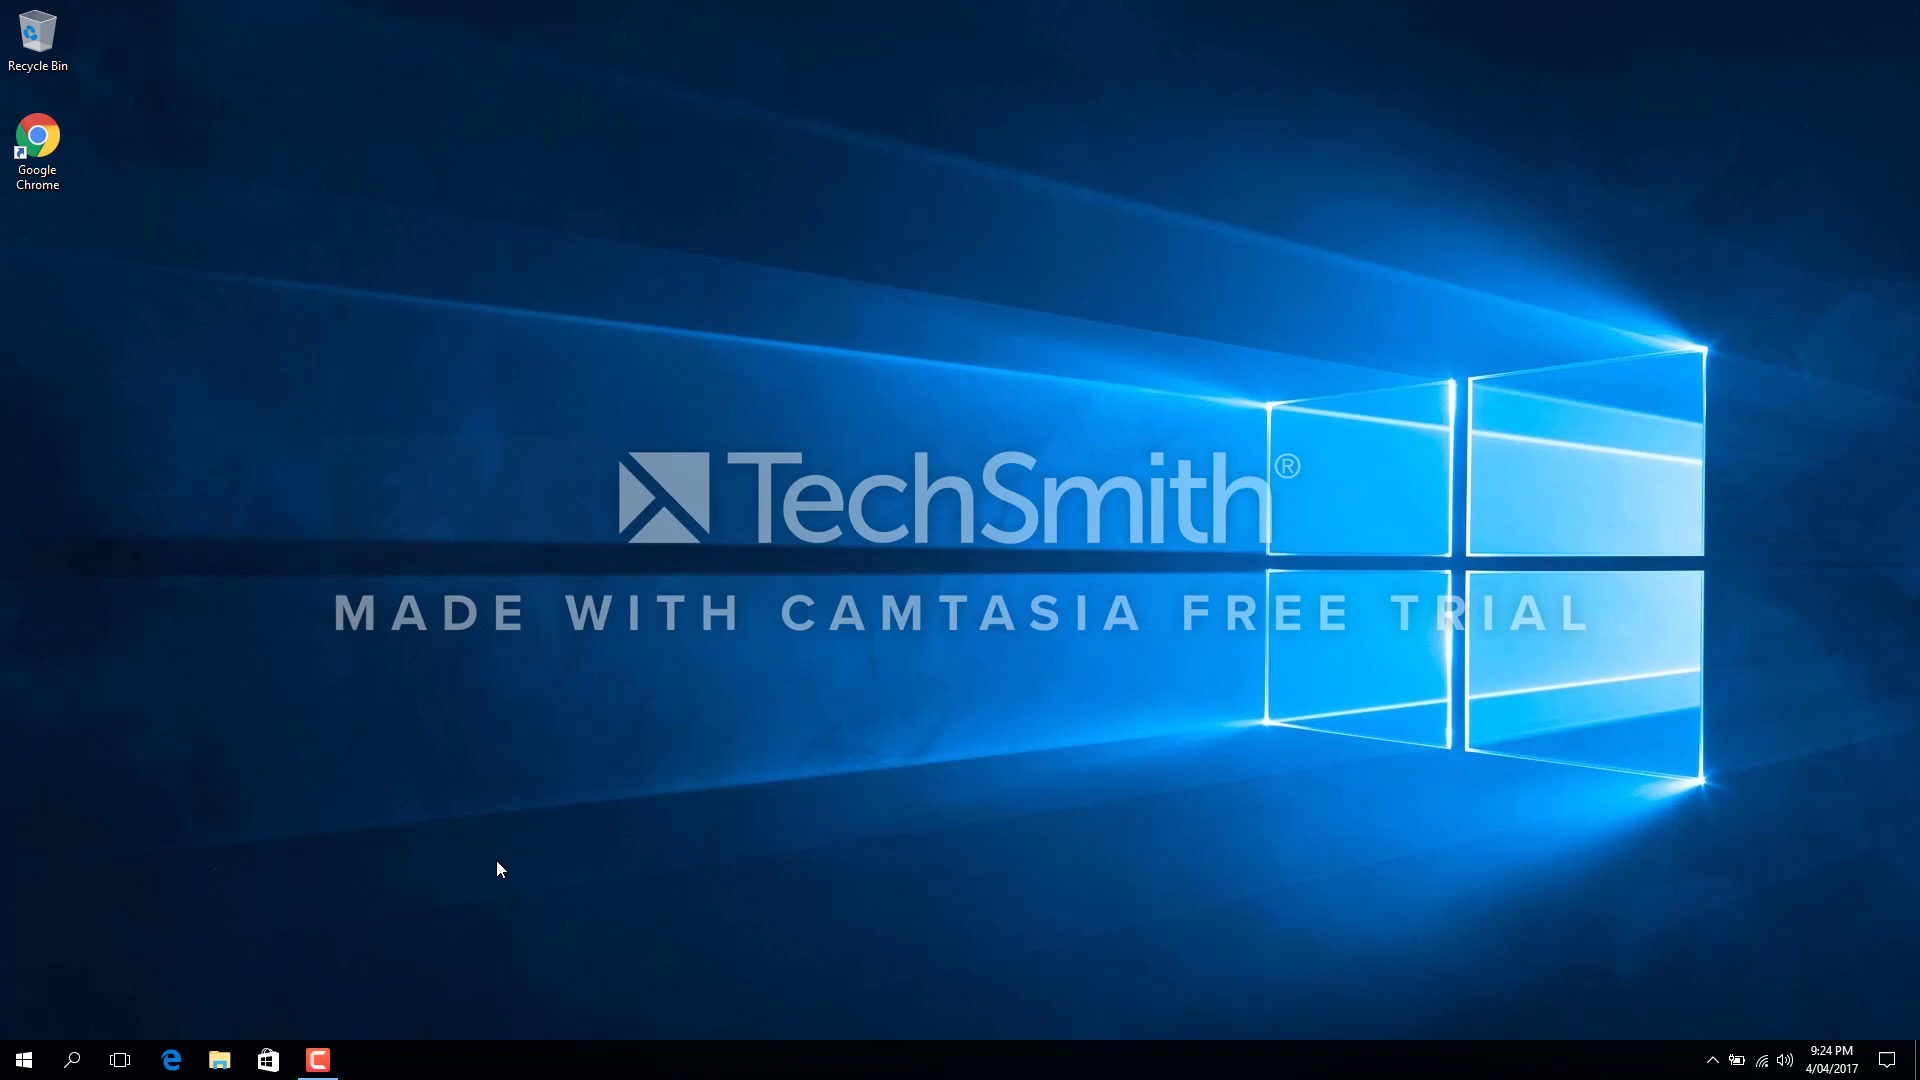 Recycle Bin
Google
Chrome
TechSmith®
MADE WITH CAMTASIA FREE TRIAL
9:24 PM
4/04/2017